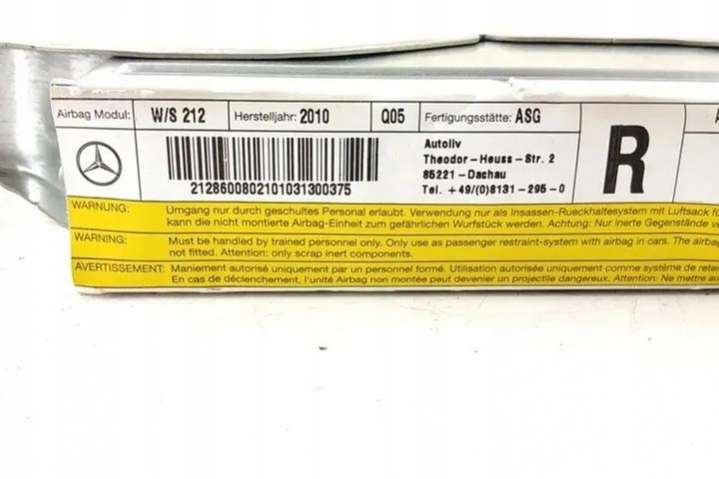 Airbag Modul: W/S 212 Herstelljahr: 2010 Q05 Fertigungsstätte: ASG A
212860080210101031300375
Autoliv
Theodor-Heuss-Str. 2
85221-Dachau
Tel. +49/(0)8131-295-0
R
WARNUNG: Umgang nur durch geschultes Personal erlaubt. Verwendung nur als Insassen-Rueckhaltesystem mit Luftsack für
kann die nicht montierte Airbag-Einheit zum gefährlichen Wurfstück werden. Achtung: Nur inerte Gegenstände v
WARNING: Must be handled by trained personnel only. Only use as passenger restraint-system with airbag in cars. The airba
not fitted. Attention: only scrap inert components.
AVERTISSEMENT: Maniement autorisé uniquement par un personnel formé. Utilisation autorisée uniquement comme système de reten
En cas de déclenchement, l'unité Airbag non montée peut devenir un projectile dangereux. Attention: Ne mettre au